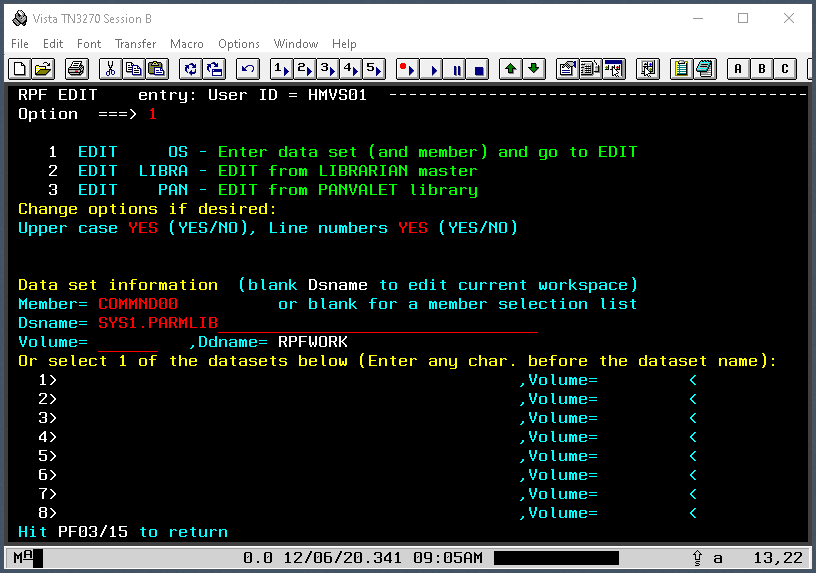 Vista TN3270 Session B
File Edit Font Transfer Macro Options Window Help
1 2 3 4 5 A B C
RPF EDIT entry: User ID = HMVS01 ------------------------------------------
Option ===> 1
1 EDIT OS - Enter data set (and member) and go to EDIT
2 EDIT LIBRA - EDIT from LIBRARIAN master
3 EDIT PAN - EDIT from PANVALET library
Change options if desired:
Upper case YES (YES/NO), Line numbers YES (YES/NO)
Data set information (blank Dsname to edit current workspace)
Member= COMMND00 or blank for a member selection list
Dsname= SYS1.PARMLIB________________________________
Volume= ______ ,Ddname= RPFWORK
Or select 1 of the datasets below (Enter any char. before the dataset name):
1> ,Volume= <
2> ,Volume= <
3> ,Volume= <
4> ,Volume= <
5> ,Volume= <
6> ,Volume= <
7> ,Volume= <
8> ,Volume= <
Hit PF03/15 to return
MA 0.0 12/06/20.341 09:05AM a 13,22